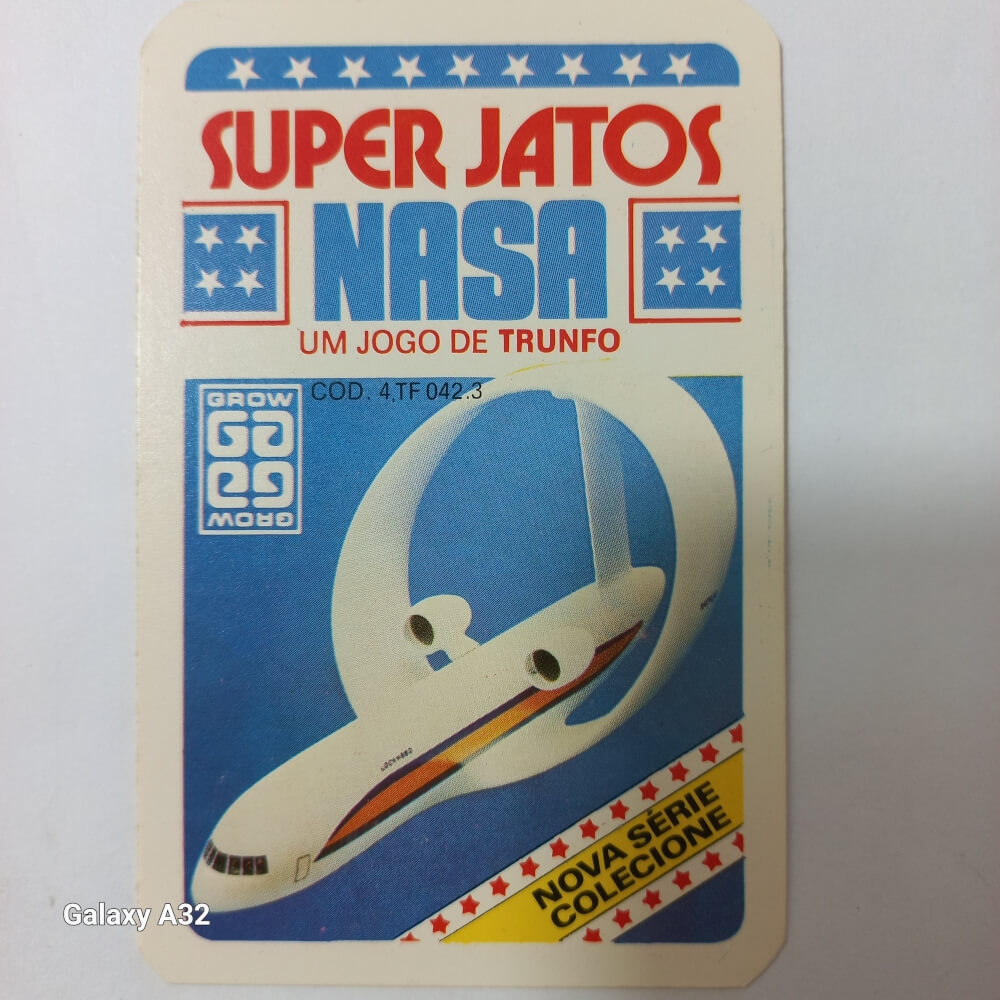 SUPER JATOS
NASA
UM JOGO DE TRUNFO
COD. 4.TF 042.3
GROW
GROW
LOCKHEED
NOVA SÉRIE
COLECIONE
Galaxy A32